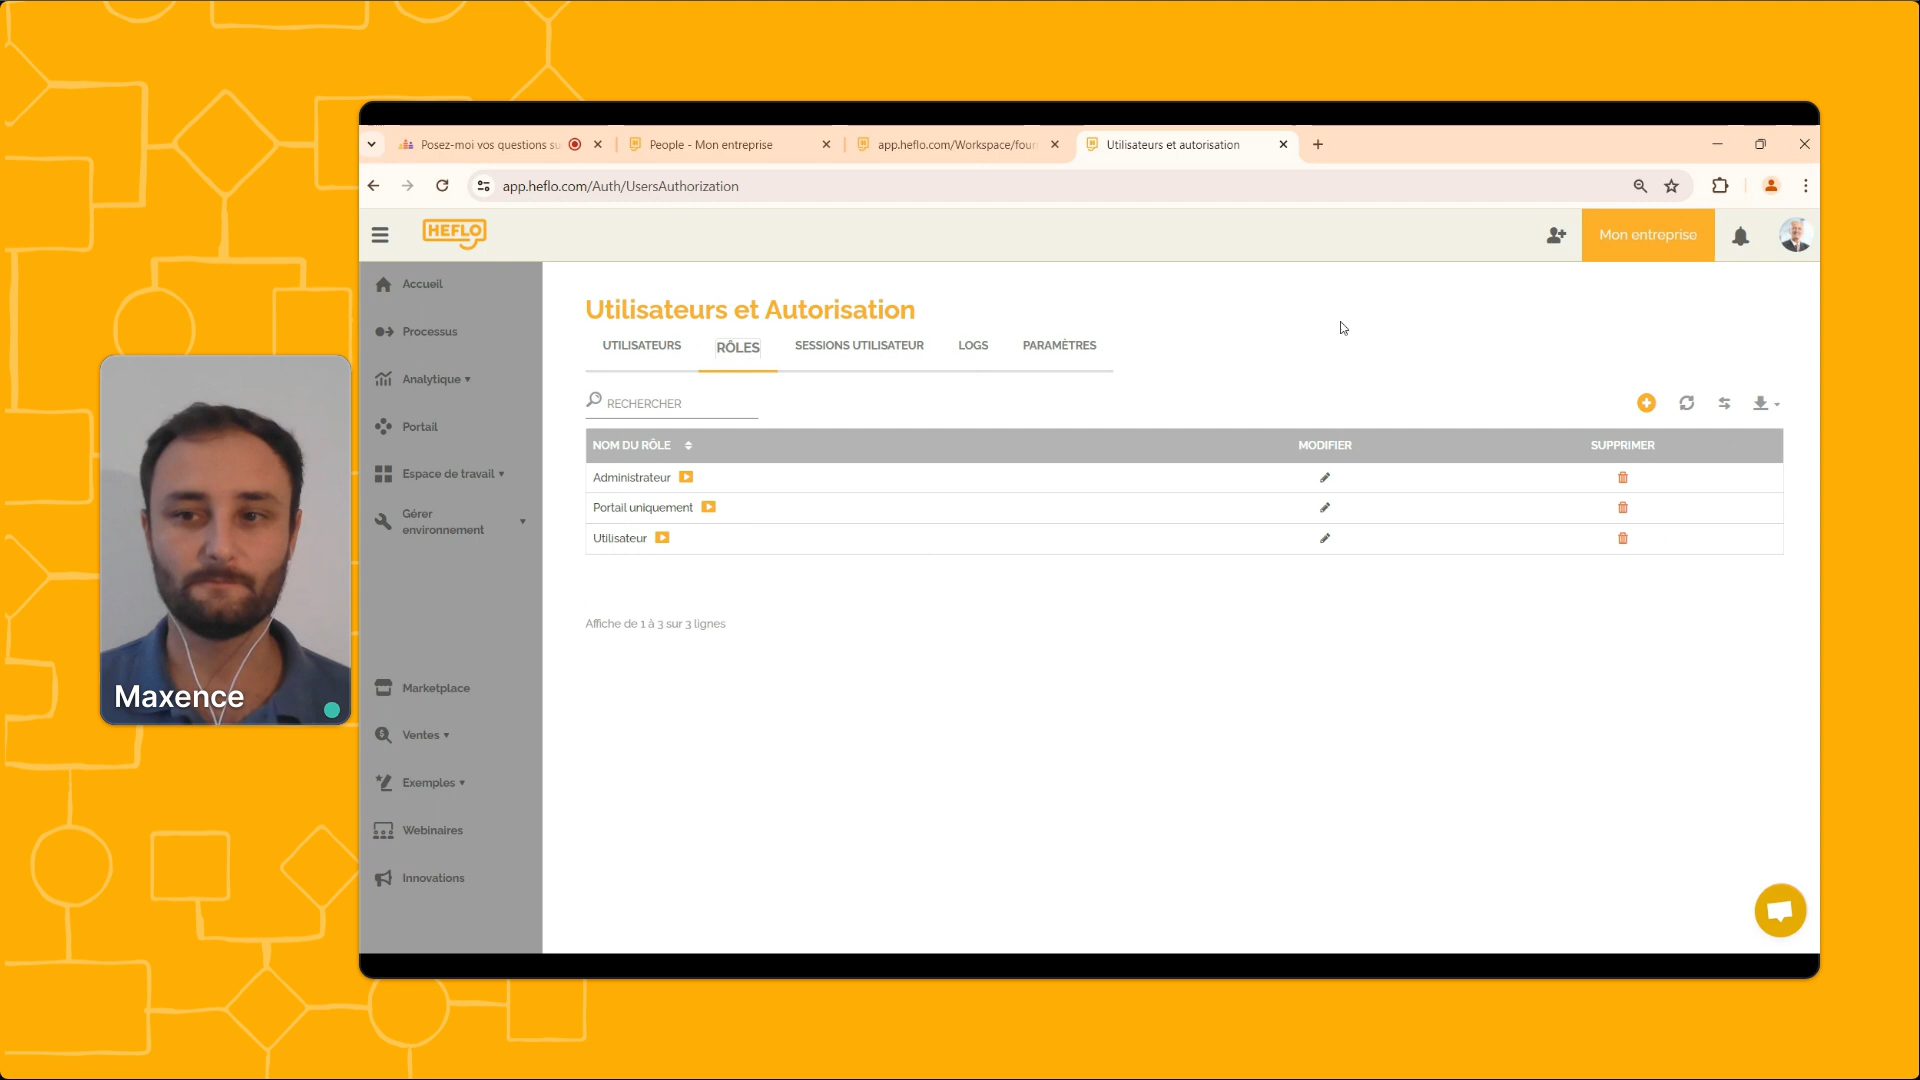 Posez-moi vos questions su
People - Mon entreprise
app.heflo.com/Workspace/four
Utilisateurs et autorisation
app.heflo.com/Auth/UsersAuthorization
HEFLO
Mon entreprise
Accueil
Processus
Analytique
Portail
Espace de travail
Gérer
environnement
Marketplace
Ventes
Exemples
Webinaires
Innovations
Utilisateurs et Autorisation
UTILISATEURS
RÔLES
SESSIONS UTILISATEUR
LOGS
PARAMÈTRES
RECHERCHER
NOM DU RÔLE
MODIFIER
SUPPRIMER
Administrateur
Portail uniquement
Utilisateur
Affiche de 1 à 3 sur 3 lignes
Maxence